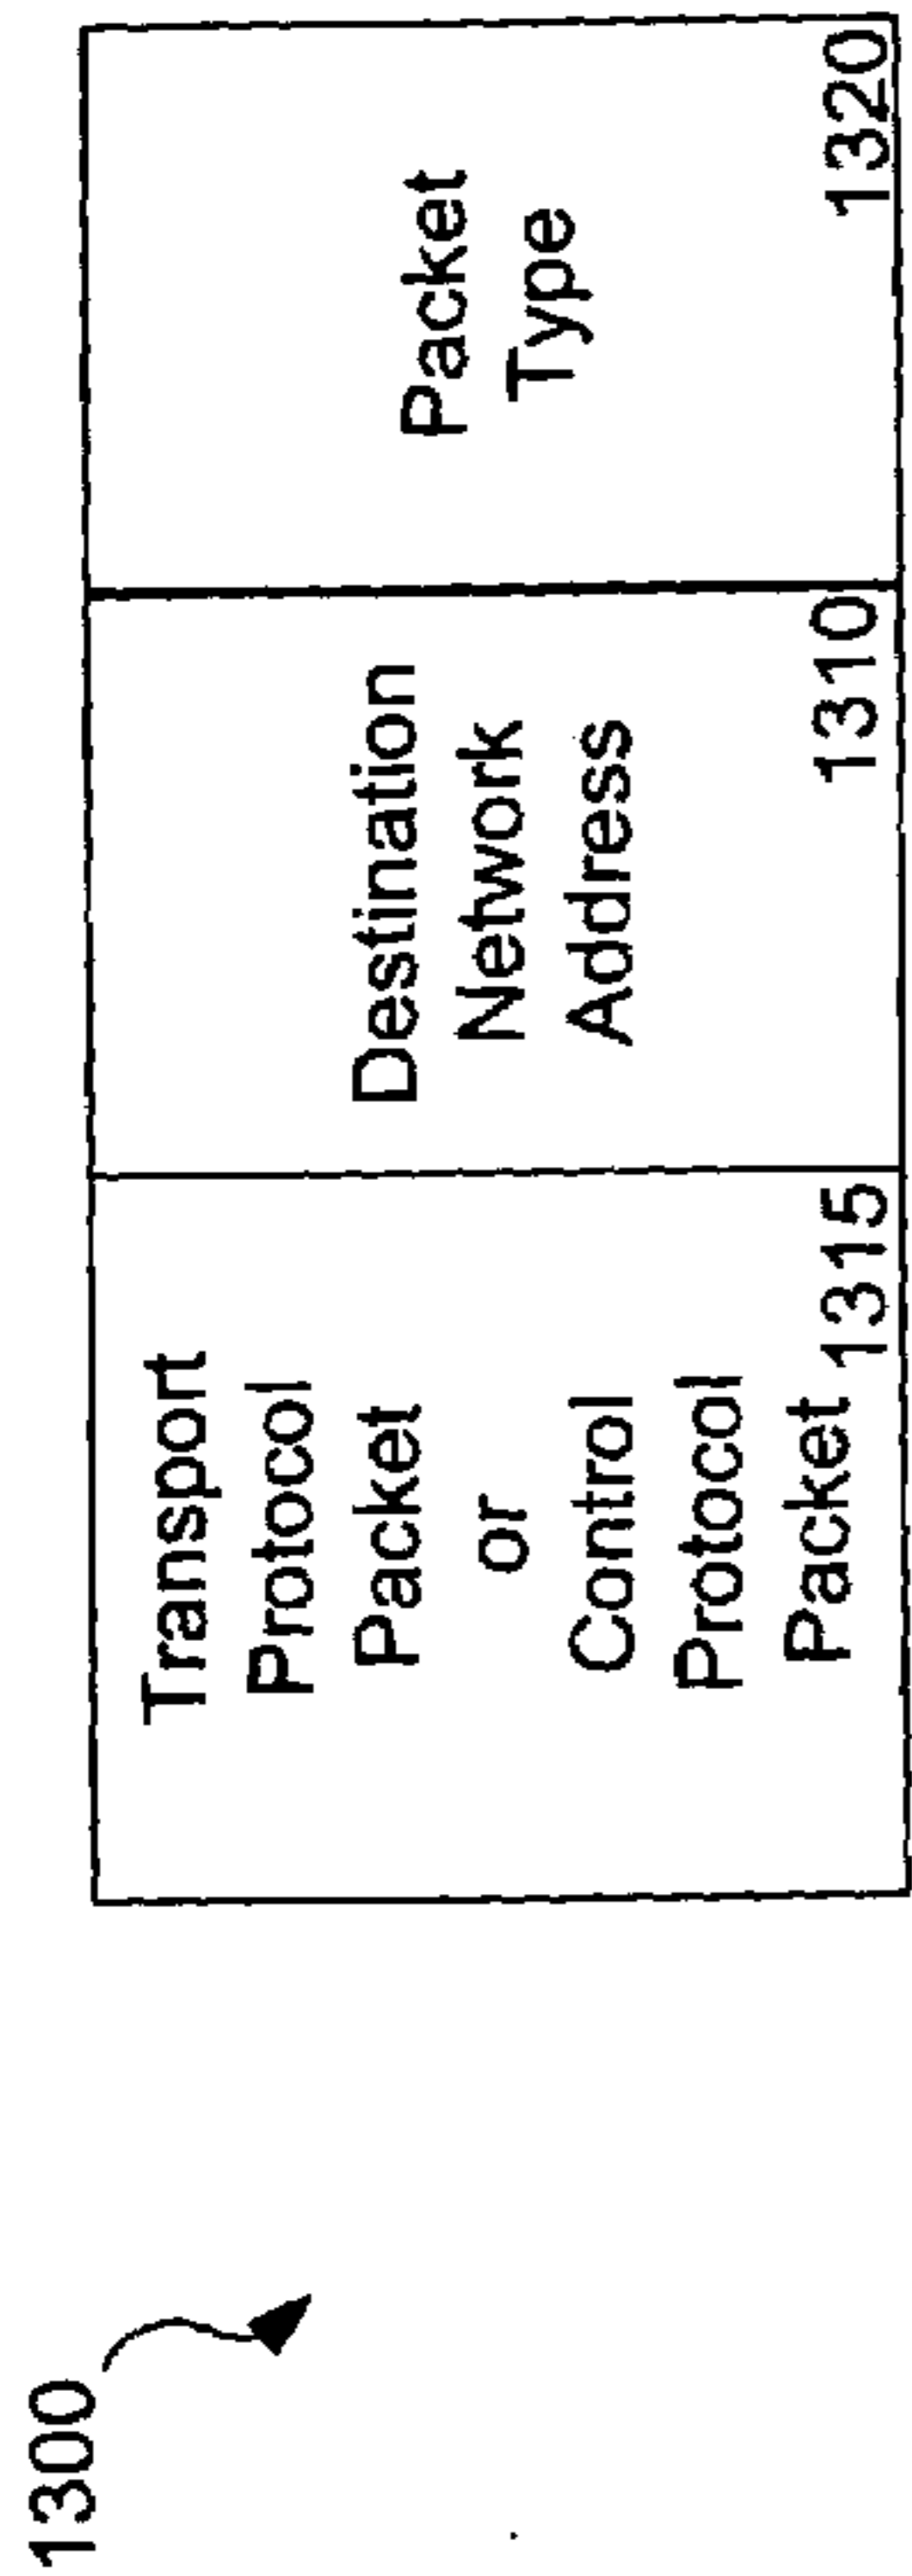 1300
Transport
Protocol
Packet
or
Control
Protocol
Packet
1315
Destination
Network
Address
1310
Packet
Type
1320